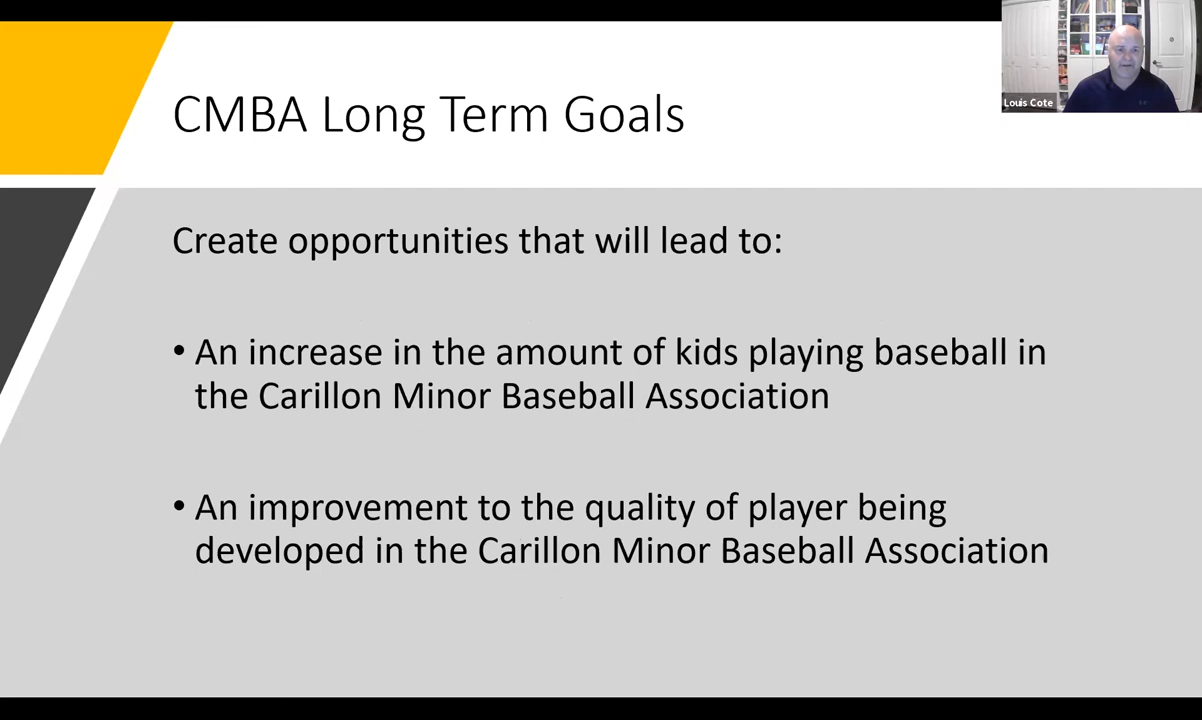 CMBA Long Term Goals
Louis Cote
Create opportunities that will lead to:
• An increase in the amount of kids playing baseball in
the Carillon Minor Baseball Association
• An improvement to the quality of player being
developed in the Carillon Minor Baseball Association